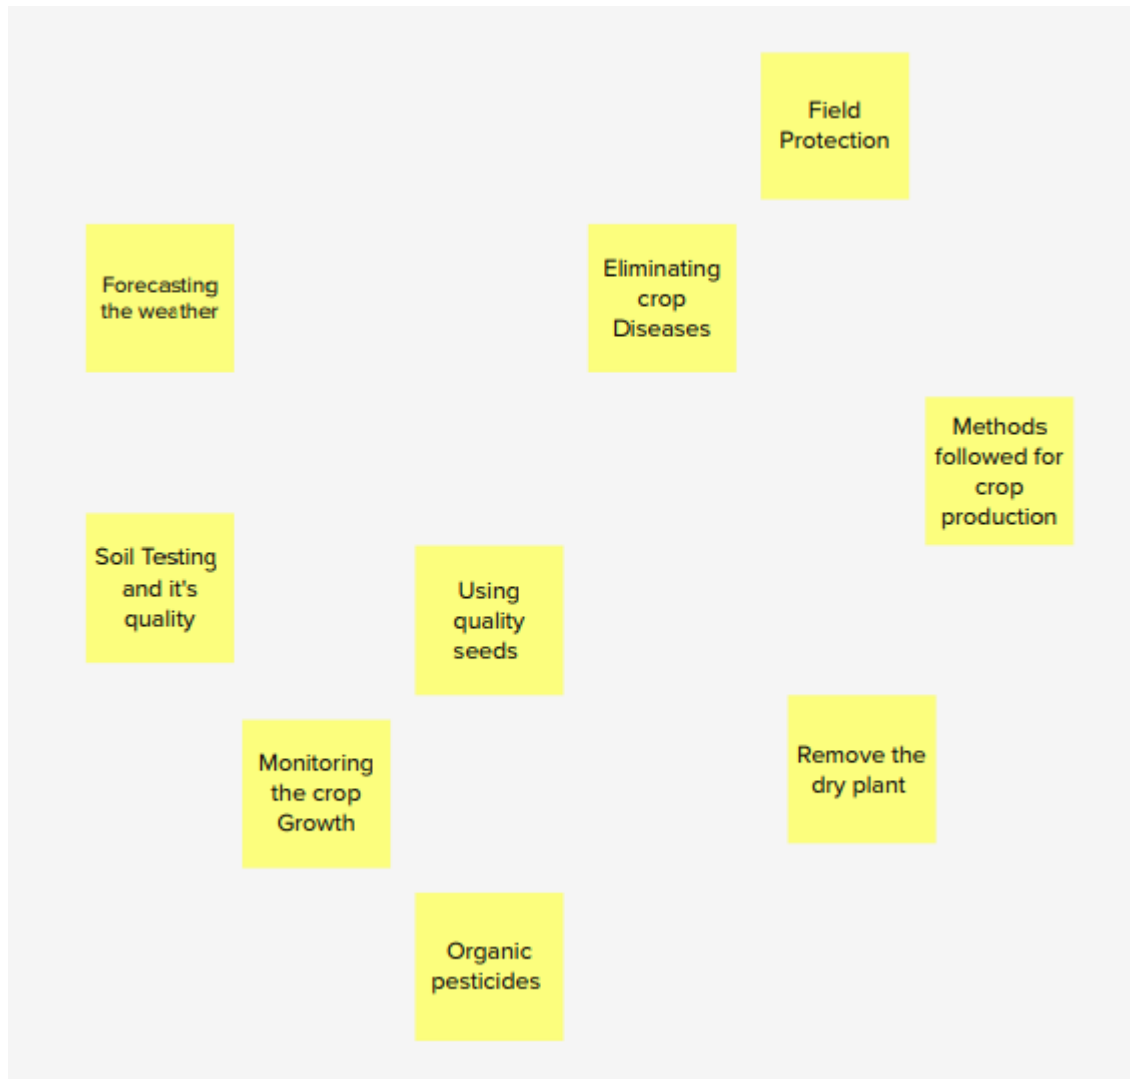 Field
Protection
Forecasting
the weather
Eliminating
crop
Diseases
Methods
followed for
crop
production
Soil Testing
and it's
quality
Using
quality
seeds
Monitoring
the crop
Growth
Remove the
dry plant
Organic
pesticides